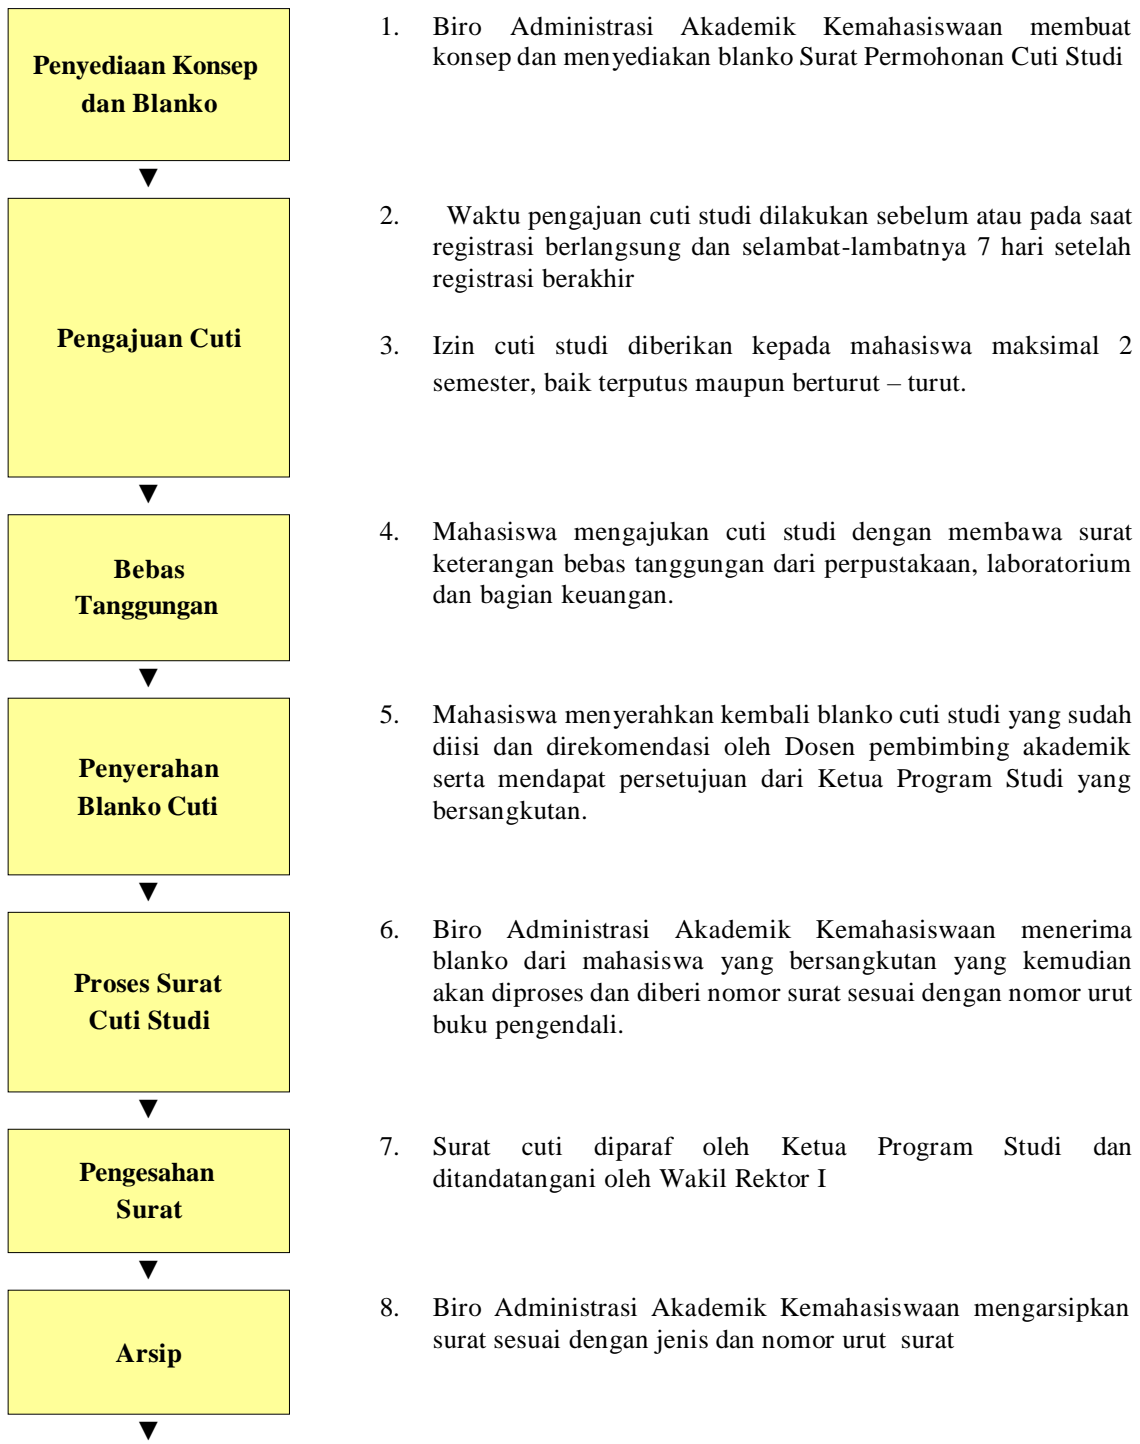 Penyediaan Konsep
dan Blanko
1. Biro Administrasi Akademik Kemahasiswaan membuat
konsep dan menyediakan blanko Surat Permohonan Cuti Studi
▼
Pengajuan Cuti
2. Waktu pengajuan cuti studi dilakukan sebelum atau pada saat
registrasi berlangsung dan selambat-lambatnya 7 hari setelah
registrasi berakhir
3. Izin cuti studi diberikan kepada mahasiswa maksimal 2
semester, baik terputus maupun berturut – turut.
▼
Bebas
Tanggungan
4. Mahasiswa mengajukan cuti studi dengan membawa surat
keterangan bebas tanggungan dari perpustakaan, laboratorium
dan bagian keuangan.
▼
Penyerahan
Blanko Cuti
5. Mahasiswa menyerahkan kembali blanko cuti studi yang sudah
diisi dan direkomendasi oleh Dosen pembimbing akademik
serta mendapat persetujuan dari Ketua Program Studi yang
bersangkutan.
▼
Proses Surat
Cuti Studi
6. Biro Administrasi Akademik Kemahasiswaan menerima
blanko dari mahasiswa yang bersangkutan yang kemudian
akan diproses dan diberi nomor surat sesuai dengan nomor urut
buku pengendali.
▼
Pengesahan
Surat
7. Surat cuti diparaf oleh Ketua Program Studi dan
ditandatangani oleh Wakil Rektor I
▼
Arsip
8. Biro Administrasi Akademik Kemahasiswaan mengarsipkan
surat sesuai dengan jenis dan nomor urut surat
▼